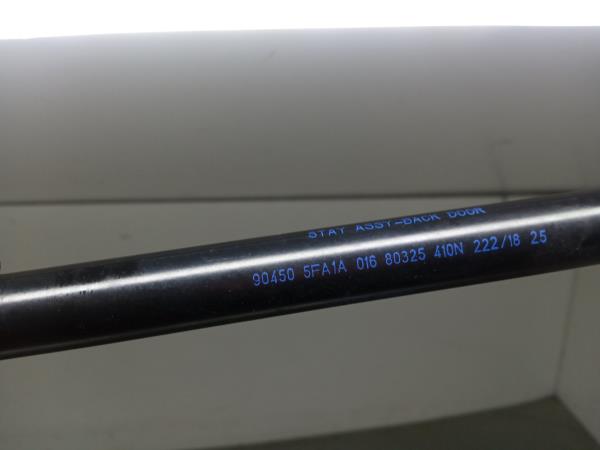 STAY ASSY-BACK DOOR
90450 5FA1A 016 80325 410N 222/18 25